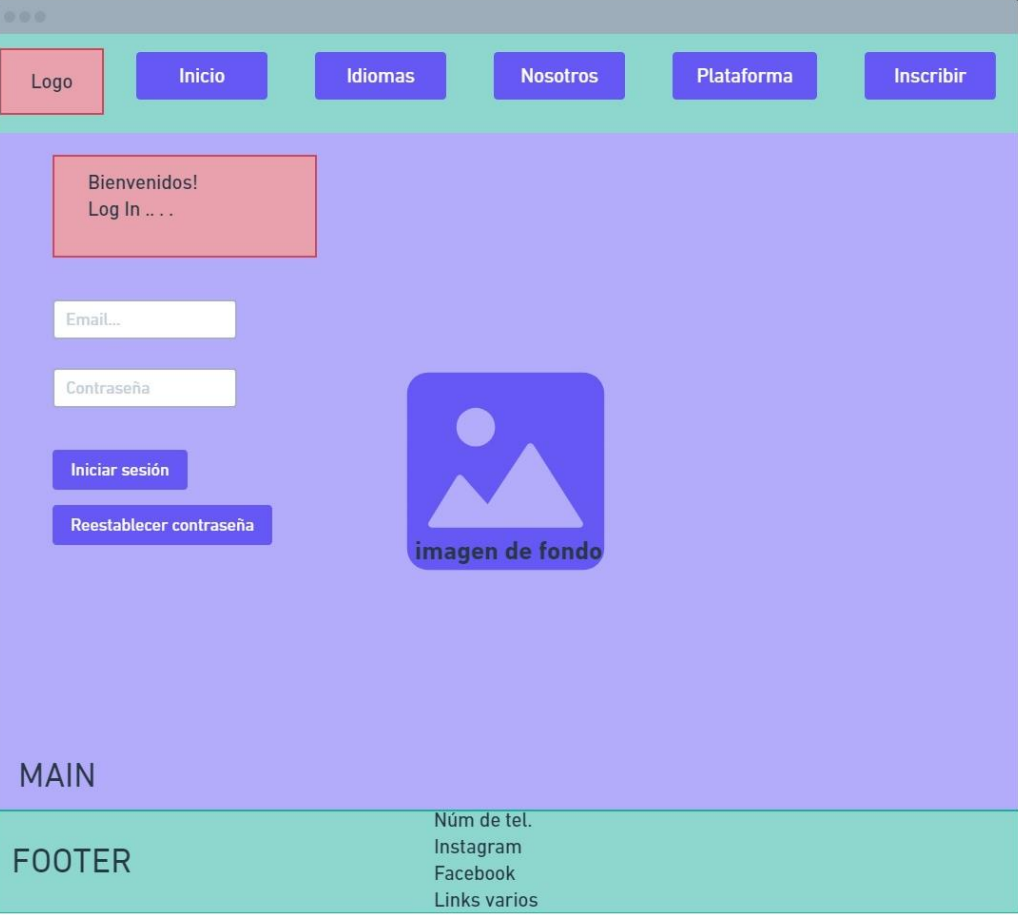 Logo
Inicio
Idiomas
Nosotros
Plataforma
Inscribir
Bienvenidos!
Log In .. . .
Email...
Contraseña
Iniciar sesión
Reestablecer contraseña
imagen de fondo
MAIN
FOOTER
Núm de tel.
Instagram
Facebook
Links varios